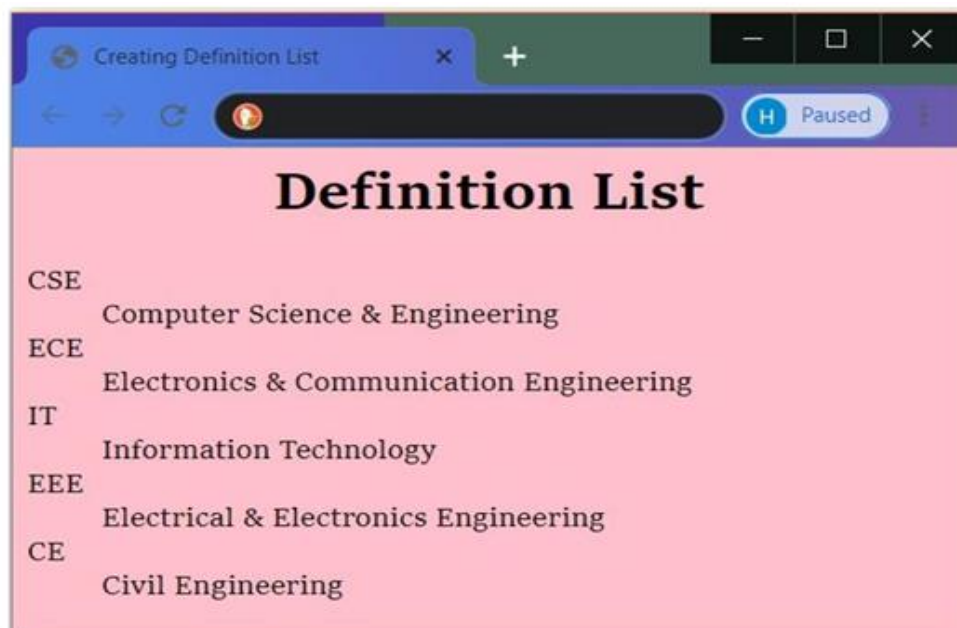 Creating Definition List
H Paused
Definition List
CSE
Computer Science & Engineering
ECE
Electronics & Communication Engineering
IT
Information Technology
EEE
Electrical & Electronics Engineering
CE
Civil Engineering